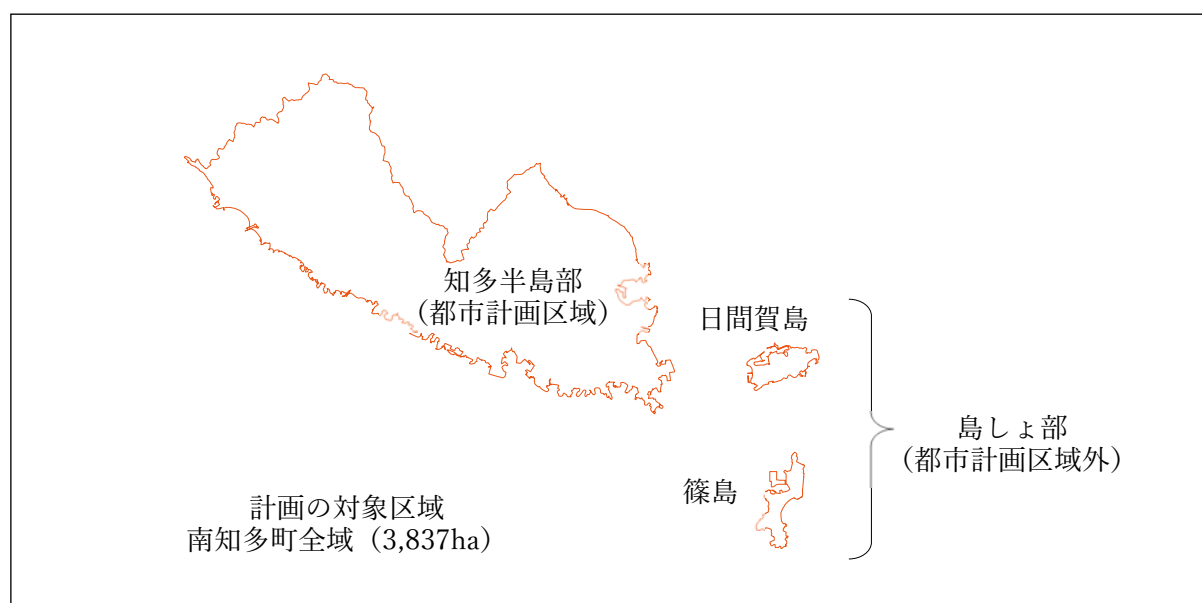 知多半島部
（都市計画区域）
日間賀島
島しょ部
（都市計画区域外）
篠島
計画の対象区域
南知多町全域（3,837ha）